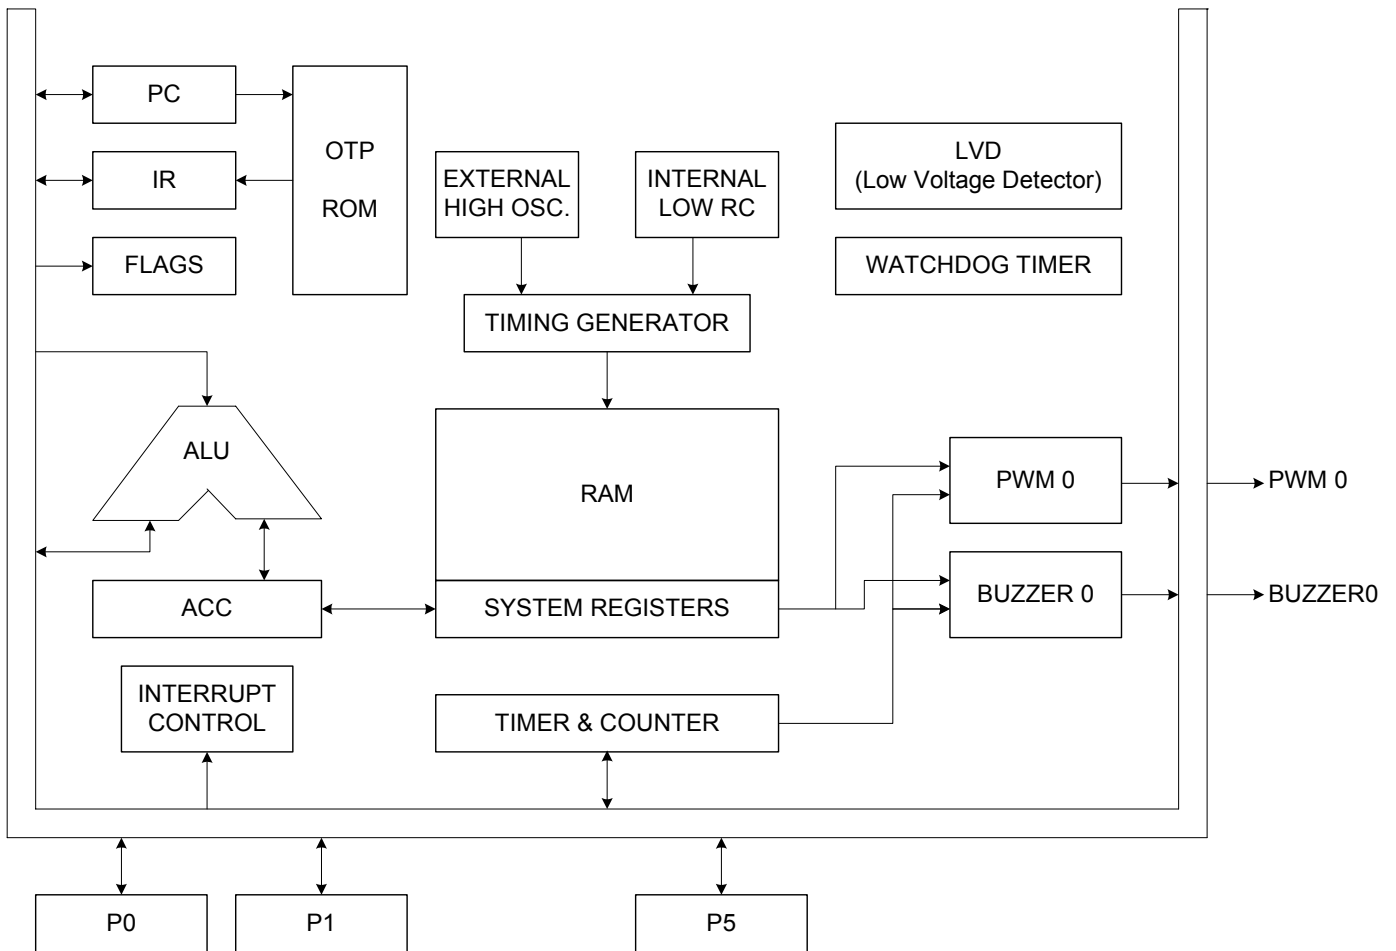 PC
OTP
ROM
IR
FLAGS
EXTERNAL
HIGH OSC.
INTERNAL
LOW RC
LVD
(Low Voltage Detector)
WATCHDOG TIMER
TIMING GENERATOR
ALU
RAM
PWM 0
PWM 0
ACC
SYSTEM REGISTERS
BUZZER 0
BUZZER0
INTERRUPT
CONTROL
TIMER & COUNTER
P0
P1
P5